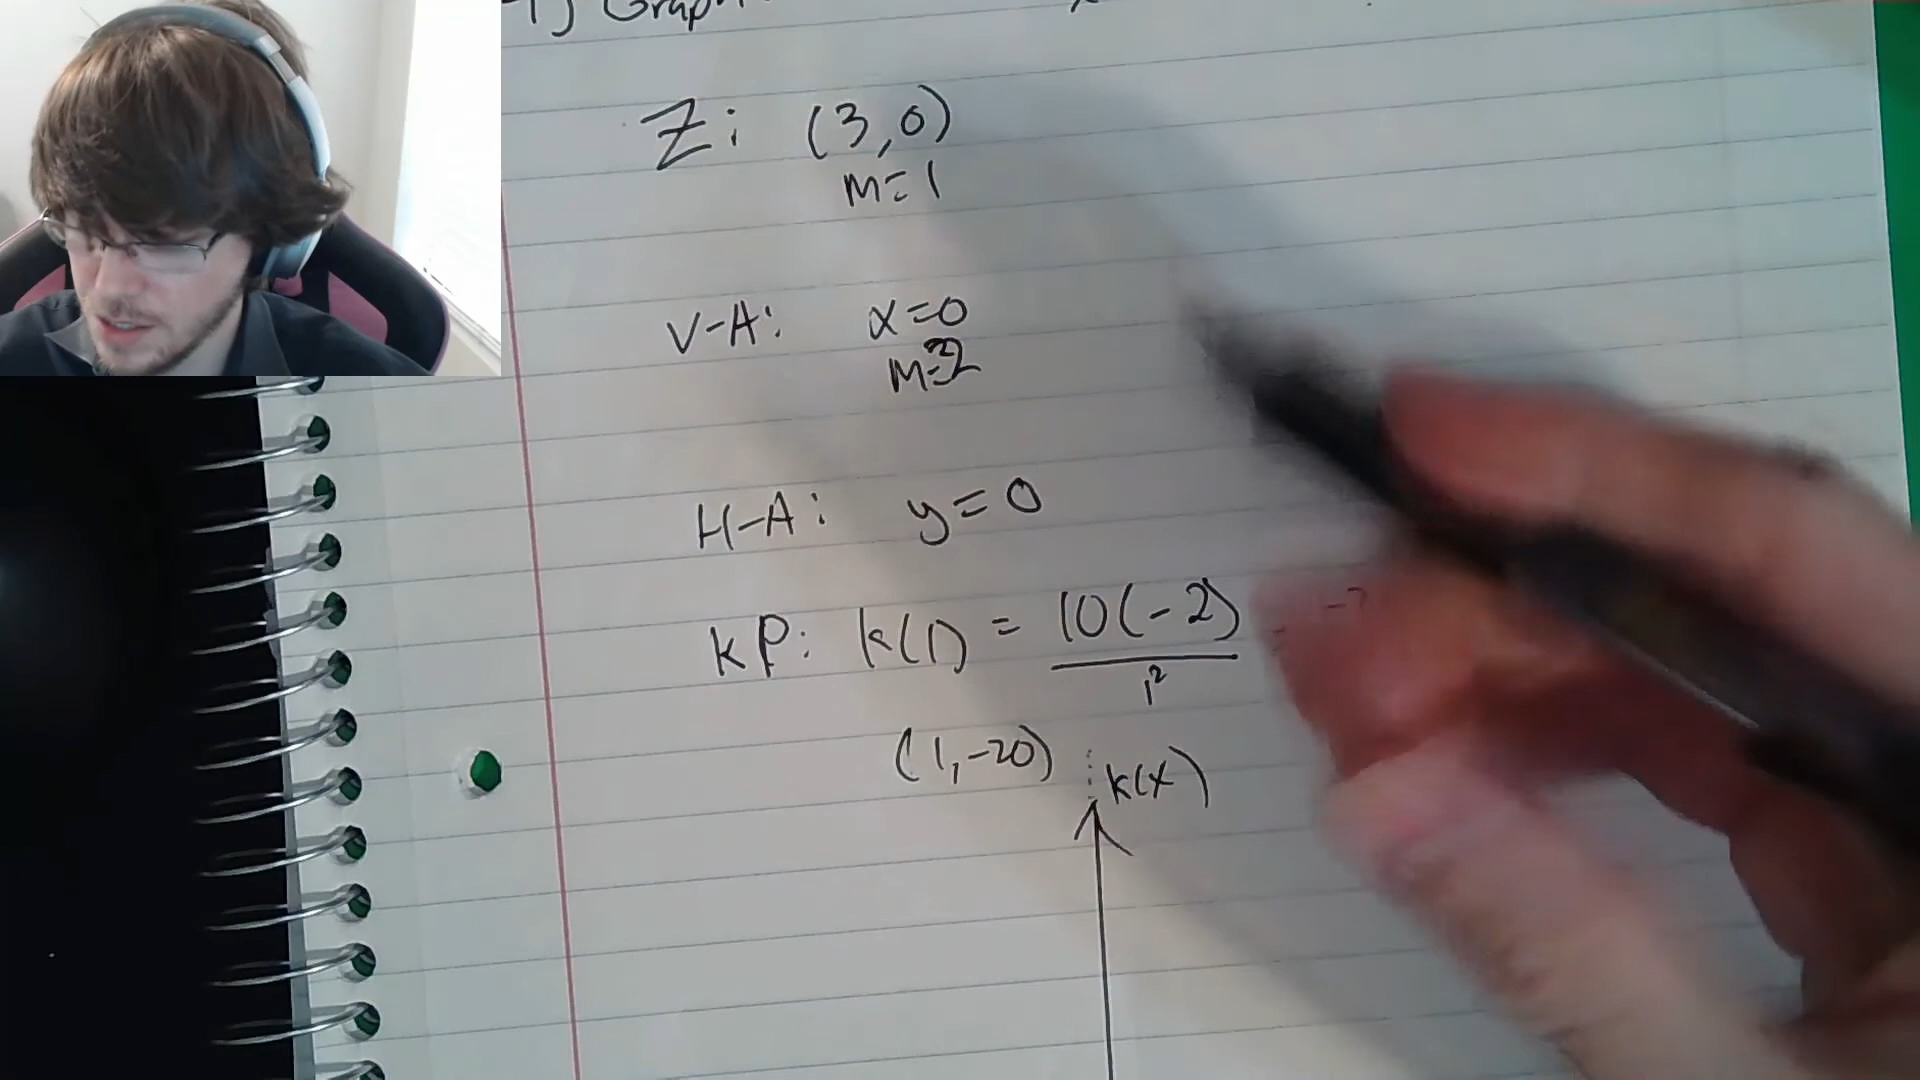 Z: (3,0)
m=1
V-A: x=0
m=2
H-A: y=0
KP: k(1) = 10(-2)
1²
(1,-20)
k(x)